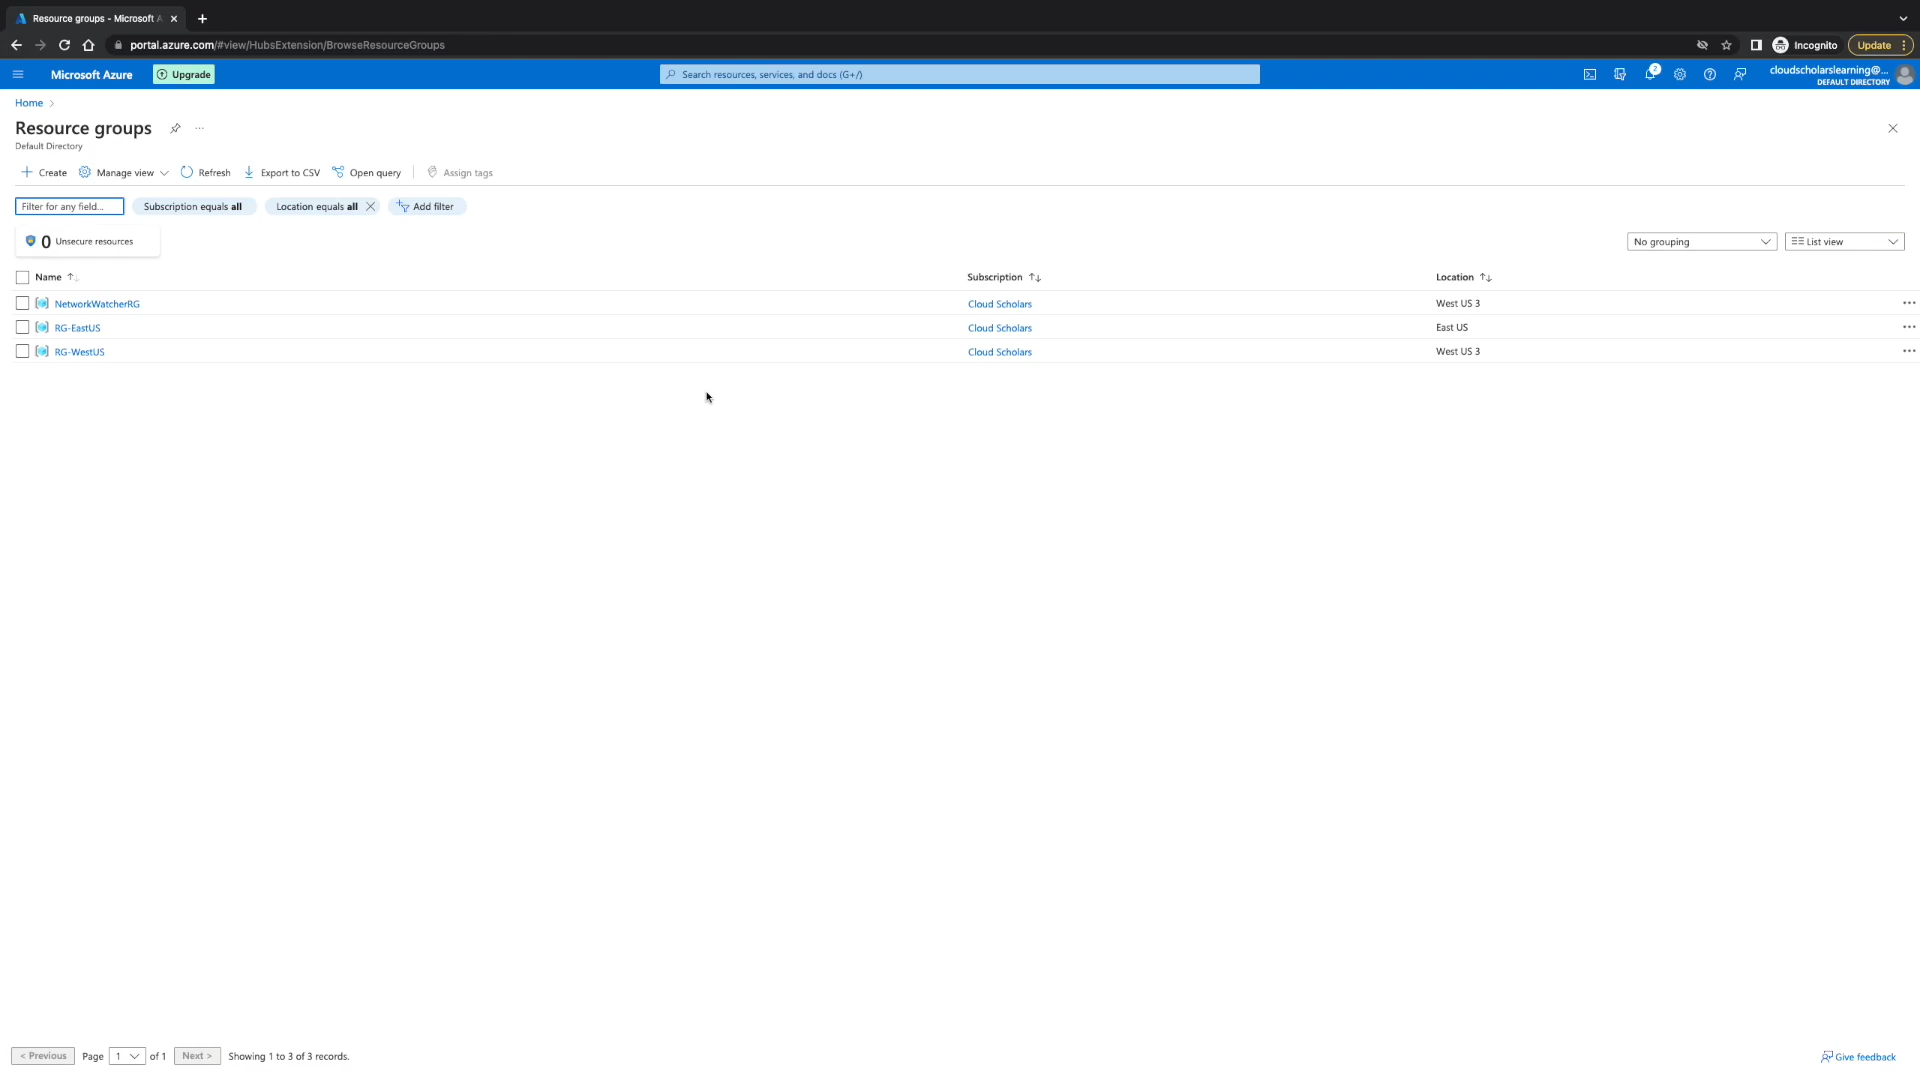 Resource groups - Microsoft A
portal.azure.com/#view/HubsExtension/BrowseResourceGroups
Incognito
Update
Microsoft Azure
Upgrade
Search resources, services, and docs (G+/)
2
cloudscholarslearning@...
DEFAULT DIRECTORY
Home
Resource groups
...
Default Directory
Create
Manage view
Refresh
Export to CSV
Open query
Assign tags
Filter for any field...
Subscription equals all
Location equals all
Add filter
0 Unsecure resources
No grouping
List view
Name
Subscription
Location
NetworkWatcherRG
Cloud Scholars
West US 3
RG-EastUS
Cloud Scholars
East US
RG-WestUS
Cloud Scholars
West US 3
< Previous
Page 1 of 1
Next >
Showing 1 to 3 of 3 records.
Give feedback